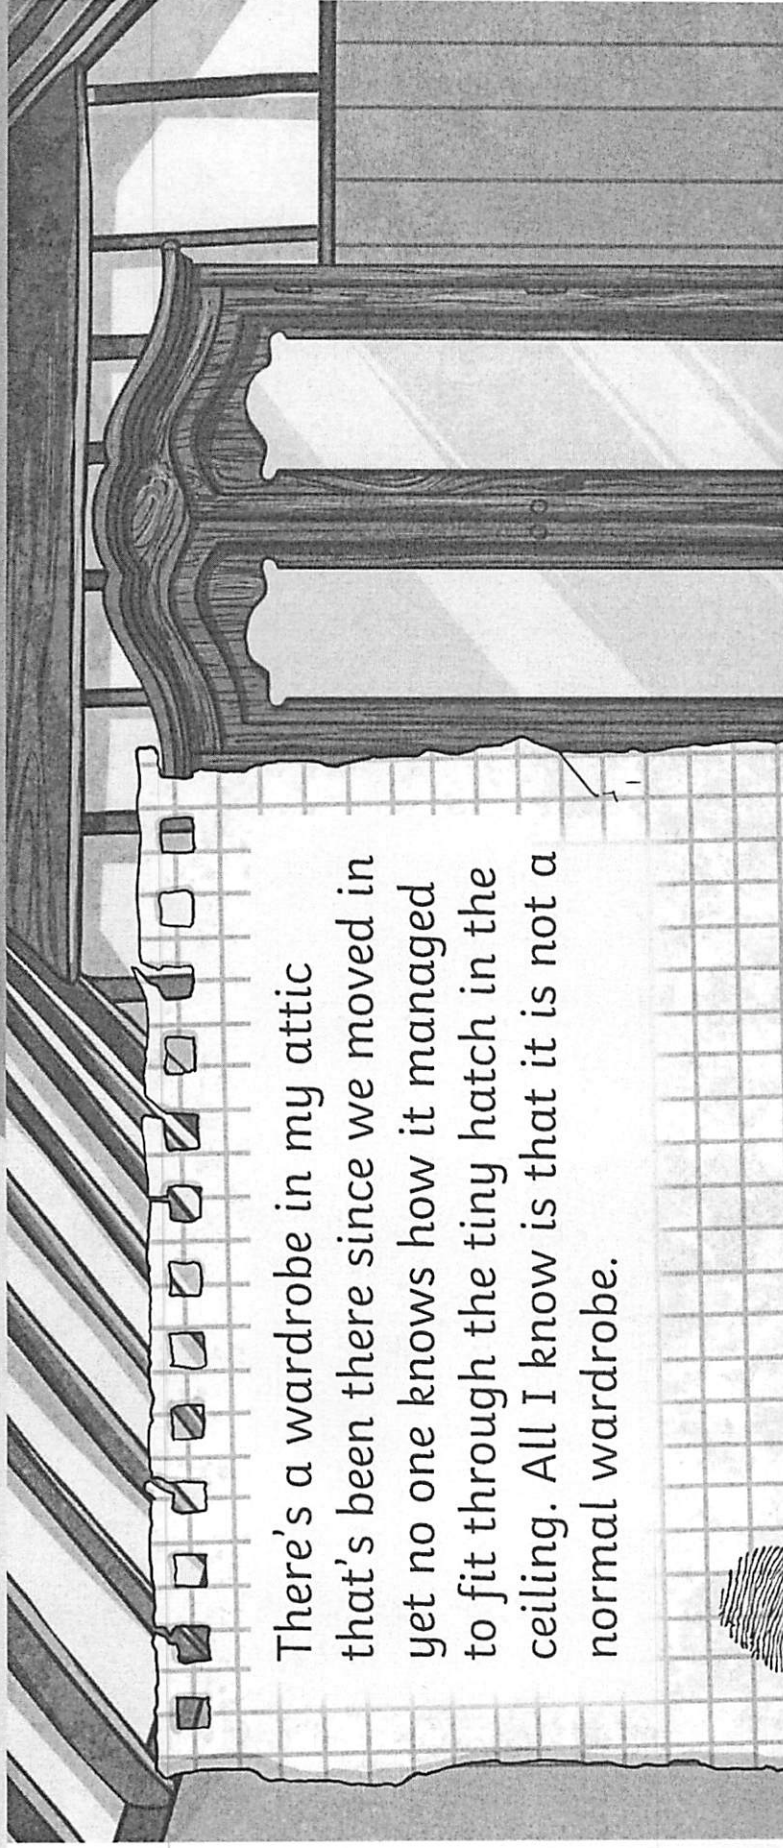 There's a wardrobe in my attic
that's been there since we moved in
yet no one knows how it managed
to fit through the tiny hatch in the
ceiling. All I know is that it is not a
normal wardrobe.